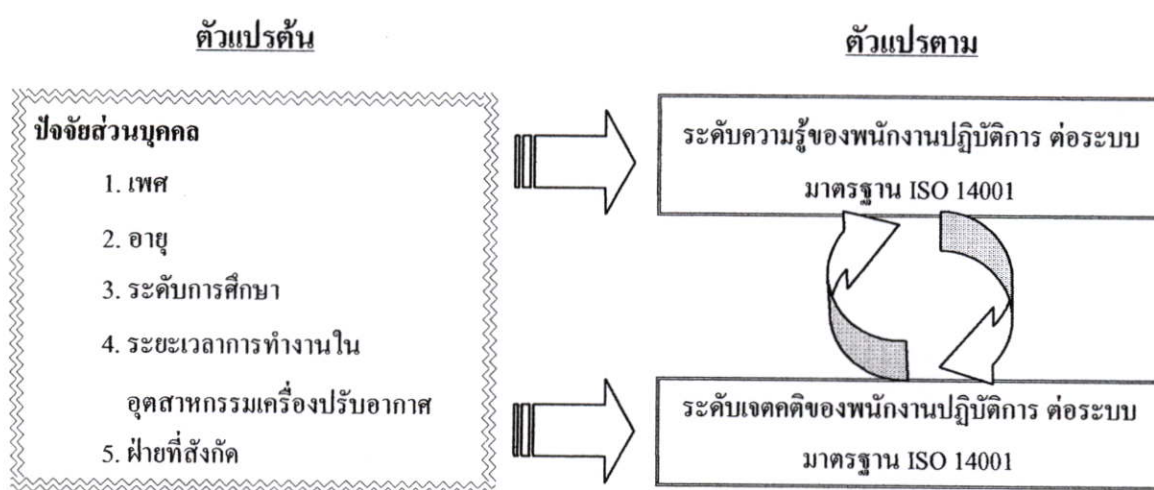 ตัวแปรต้น
ตัวแปรตาม
ปัจจัยส่วนบุคคล
1. เพศ
2. อายุ
3. ระดับการศึกษา
4. ระยะเวลาการทำงานใน
อุตสาหกรรมเครื่องปรับอากาศ
5. ฝ่ายที่สังกัด
ระดับความรู้ของพนักงานปฏิบัติการ ต่อระบบ
มาตรฐาน ISO 14001
ระดับเจตคติของพนักงานปฏิบัติการ ต่อระบบ
มาตรฐาน ISO 14001